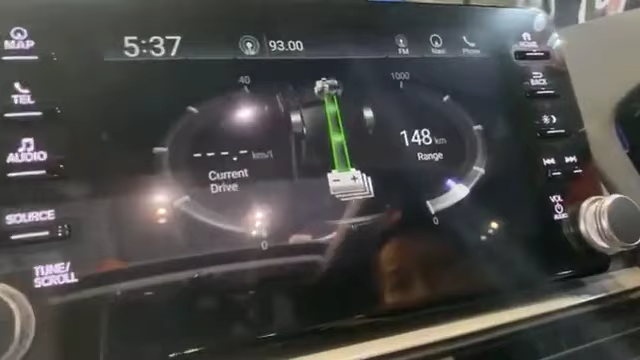 MAP
5:37
93.00
FM
Navi
Phone
HOME
TEL
40
1000
BACK
--- . - km/l
148 km
Current
Drive
Range
AUDIO
SOURCE
VOL
AUDIO
0
0
TUNE/
SCROLL